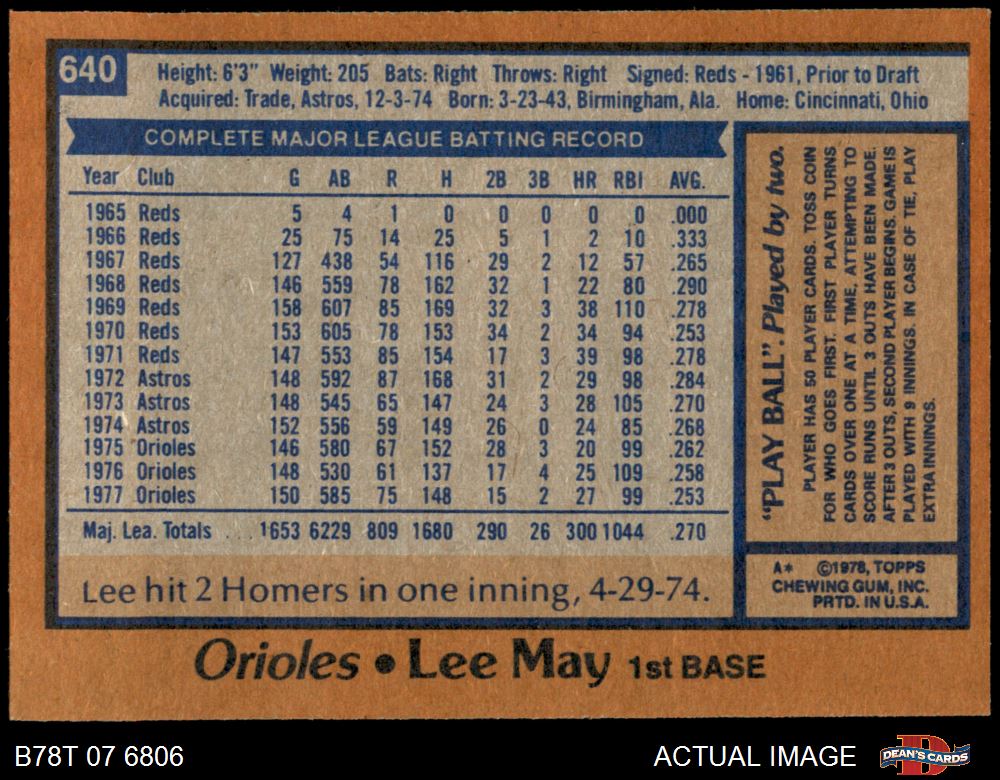 640
Height: 6'3" Weight: 205 Bats: Right Throws: Right Signed: Reds - 1961, Prior to Draft
Acquired: Trade, Astros, 12-3-74 Born: 3-23-43, Birmingham, Ala. Home: Cincinnati, Ohio
COMPLETE MAJOR LEAGUE BATTING RECORD
Year Club G AB R H 2B 3B HR RBI AVG.
1965 Reds 5 4 1 0 0 0 0 0 .000
1966 Reds 25 75 14 25 5 1 2 10 .333
1967 Reds 127 438 54 116 29 2 12 57 .265
1968 Reds 146 559 78 162 32 1 22 80 .290
1969 Reds 158 607 85 169 32 3 38 110 .278
1970 Reds 153 605 78 153 34 2 34 94 .253
1971 Reds 147 553 85 154 17 3 39 98 .278
1972 Astros 148 592 87 168 31 2 29 98 .284
1973 Astros 148 545 65 147 24 3 28 105 .270
1974 Astros 152 556 59 149 26 0 24 85 .268
1975 Orioles 146 580 67 152 28 3 20 99 .262
1976 Orioles 148 530 61 137 17 4 25 109 .258
1977 Orioles 150 585 75 148 15 2 27 99 .253
Maj. Lea. Totals . . . 1653 6229 809 1680 290 26 300 1044 .270
Lee hit 2 Homers in one inning, 4-29-74.
"PLAY BALL". Played by two.
PLAYER HAS 50 PLAYER CARDS. TOSS COIN
FOR WHO GOES FIRST. FIRST PLAYER TURNS
CARDS OVER ONE AT A TIME, ATTEMPTING TO
SCORE RUNS UNTIL 3 OUTS HAVE BEEN MADE.
AFTER 3 OUTS, SECOND PLAYER BEGINS. GAME IS
PLAYED WITH 9 INNINGS. IN CASE OF TIE, PLAY
EXTRA INNINGS.
A* ©1978, TOPPS
CHEWING GUM, INC.
PRTD. IN U.S.A.
Orioles • Lee May 1st BASE
B78T 07 6806 ACTUAL IMAGE
D
DEAN'S CARDS